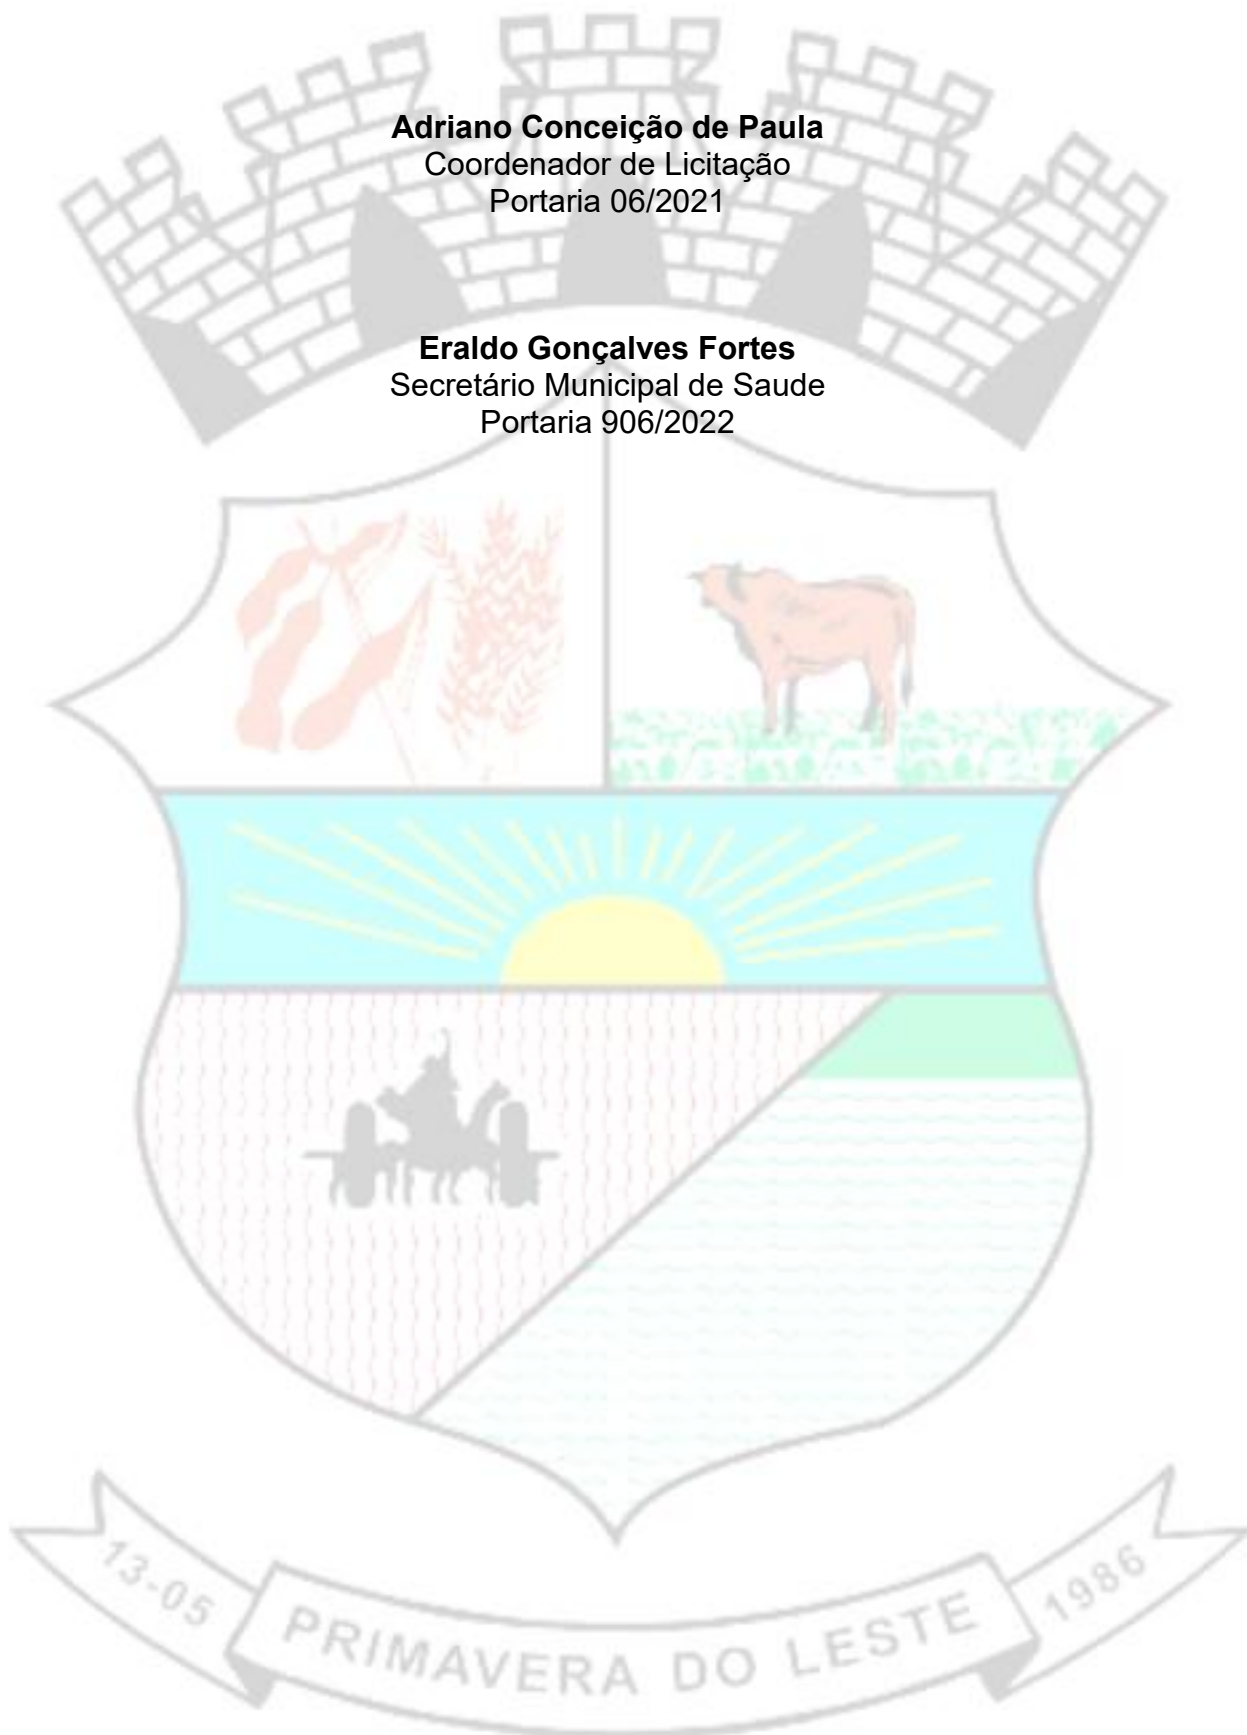 Adriano Conceição de Paula
Coordenador de Licitação
Portaria 06/2021
Eraldo Gonçalves Fortes
Secretário Municipal de Saude
Portaria 906/2022
13-05
PRIMAVERA DO LESTE
1986